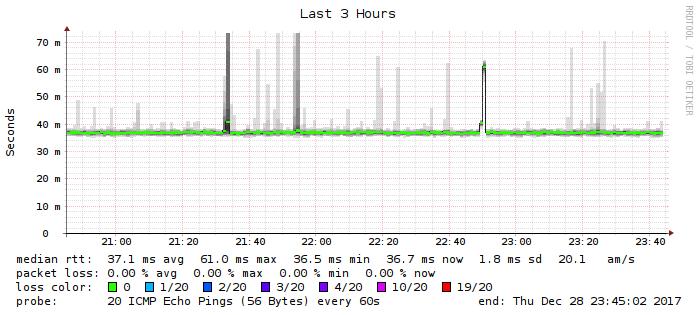 Last 3 Hours
RRDTOOL / TOBI OETIKER
Seconds
70 m
60 m
50 m
40 m
30 m
20 m
10 m
0
21:00 21:20 21:40 22:00 22:20 22:40 23:00 23:20 23:40
median rtt: 37.1 ms avg 61.0 ms max 36.5 ms min 36.7 ms now 1.8 ms sd 20.1 am/s
packet loss: 0.00 % avg 0.00 % max 0.00 % min 0.00 % now
loss color: 0 1/20 2/20 3/20 4/20 10/20 19/20
probe: 20 ICMP Echo Pings (56 Bytes) every 60s end: Thu Dec 28 23:45:02 2017